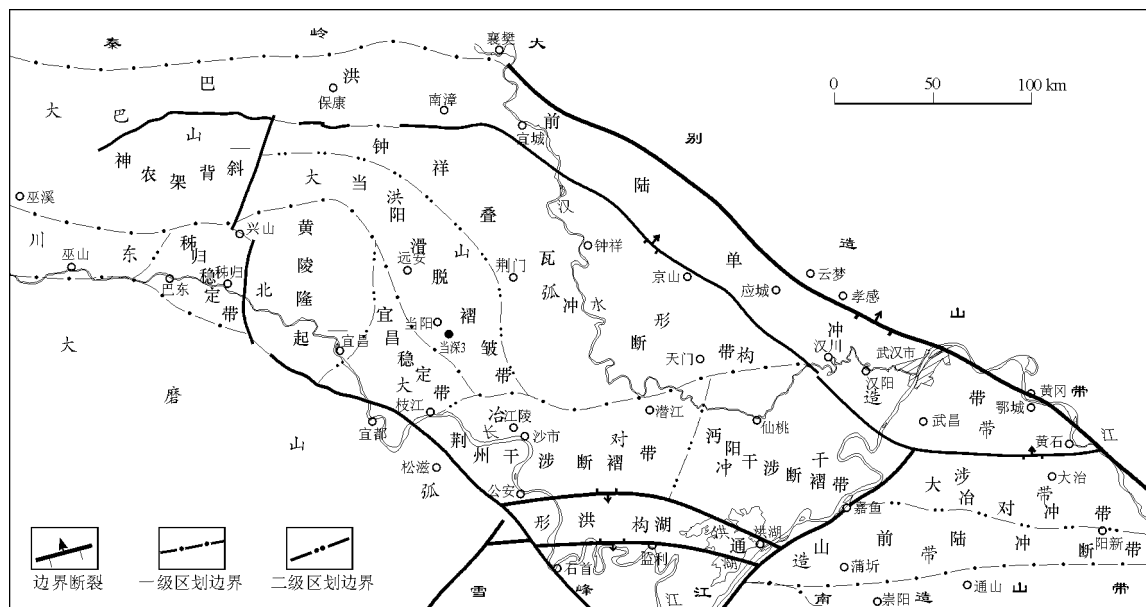 秦岭大别造山带
襄樊
0 50 100 km
大巴山
巴洪前陆单冲带
保康
南漳
宜城
神农架背斜
钟祥叠瓦冲断带
大洪山弧形构造带
当阳滑脱褶皱带
巫溪
兴山
黄陵隆起
川东北
秭归稳定带
巫山
巴东
秭归
远安
荆门
钟祥
汉水
京山
应城
云梦
孝感
宜昌
宜昌稳定带
当阳
当深3
天门
汉川
汉阳
武汉市
黄冈
鄂城
武昌
黄石
大治
大磨山弧形构造
枝江
宜都
松滋
江陵
沙市
长江
潜江
仙桃
荆州对冲干涉断褶带
沔阳对冲干涉断褶带
大冶对冲干涉断褶带
公安
洪湖
通
监利
石首
嘉鱼
蒲圻
阳新
通山
崇阳
山前陆冲断带
雪峰
江南造山带
边界断裂
一级区划边界
二级区划边界